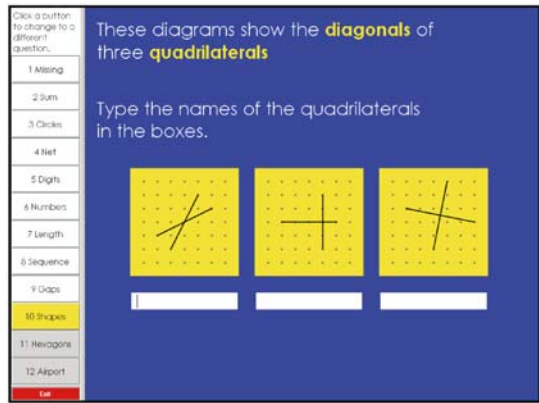 Click a button
to change to a
different
question.
1 Missing
2 Sum
3 Circles
4 Net
5 Digits
6 Numbers
7 Length
8 Sequence
9 Gaps
10 Shapes
11 Hexagons
12 Airport
Exit
These diagrams show the diagonals of
three quadrilaterals
Type the names of the quadrilaterals
in the boxes.